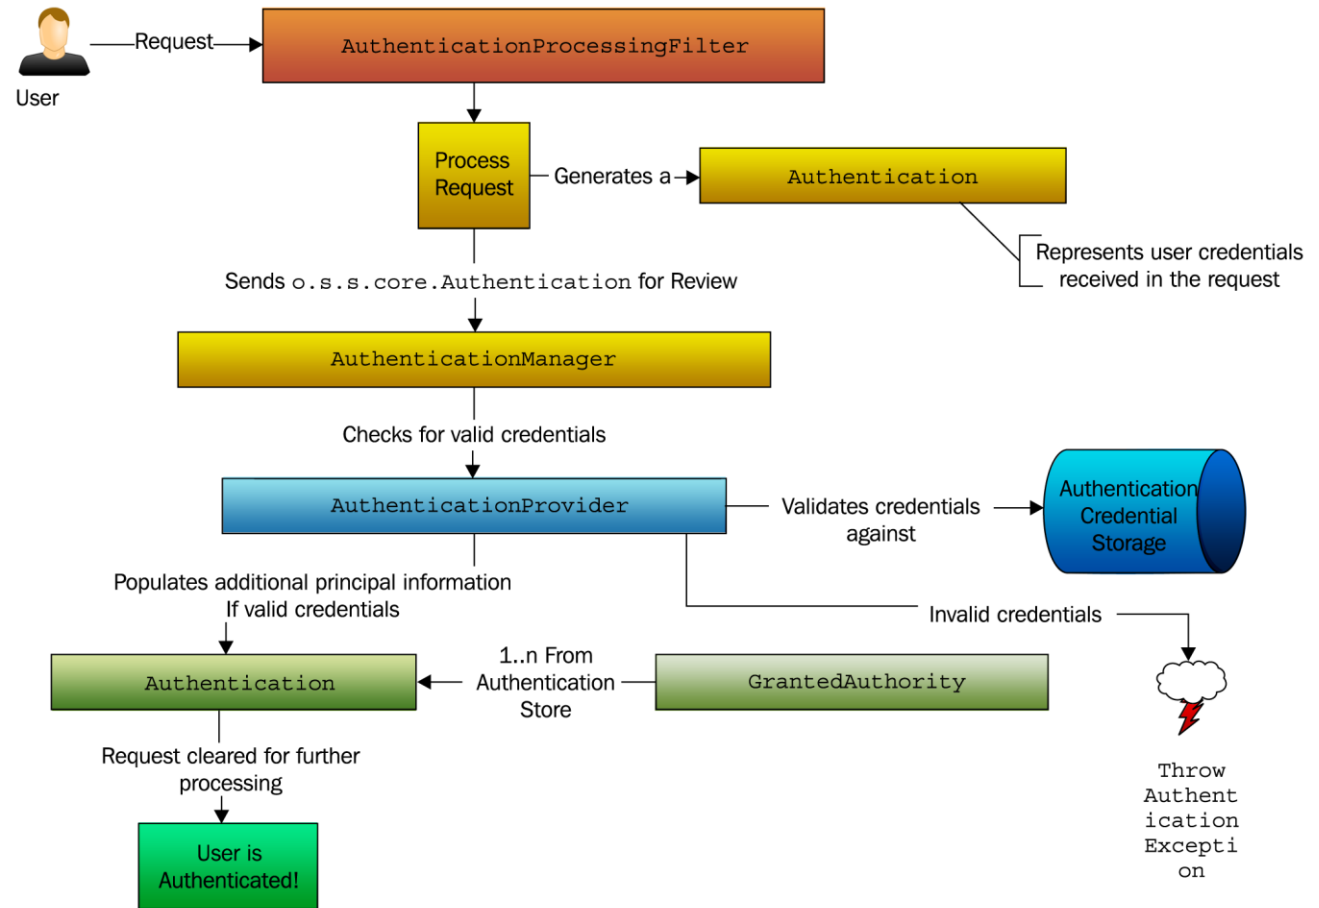 Request
AuthenticationProcessingFilter
User
Process
Request
Generates a
Authentication
Represents user credentials
received in the request
Sends o.s.s.core.Authentication for Review
AuthenticationManager
Checks for valid credentials
AuthenticationProvider
Validates credentials
against
Authentication
Credential
Storage
Populates additional principal information
If valid credentials
Invalid credentials
Authentication
1..n From
Authentication
Store
GrantedAuthority
Request cleared for further
processing
Throw
Authent
ication
Excepti
on
User is
Authenticated!